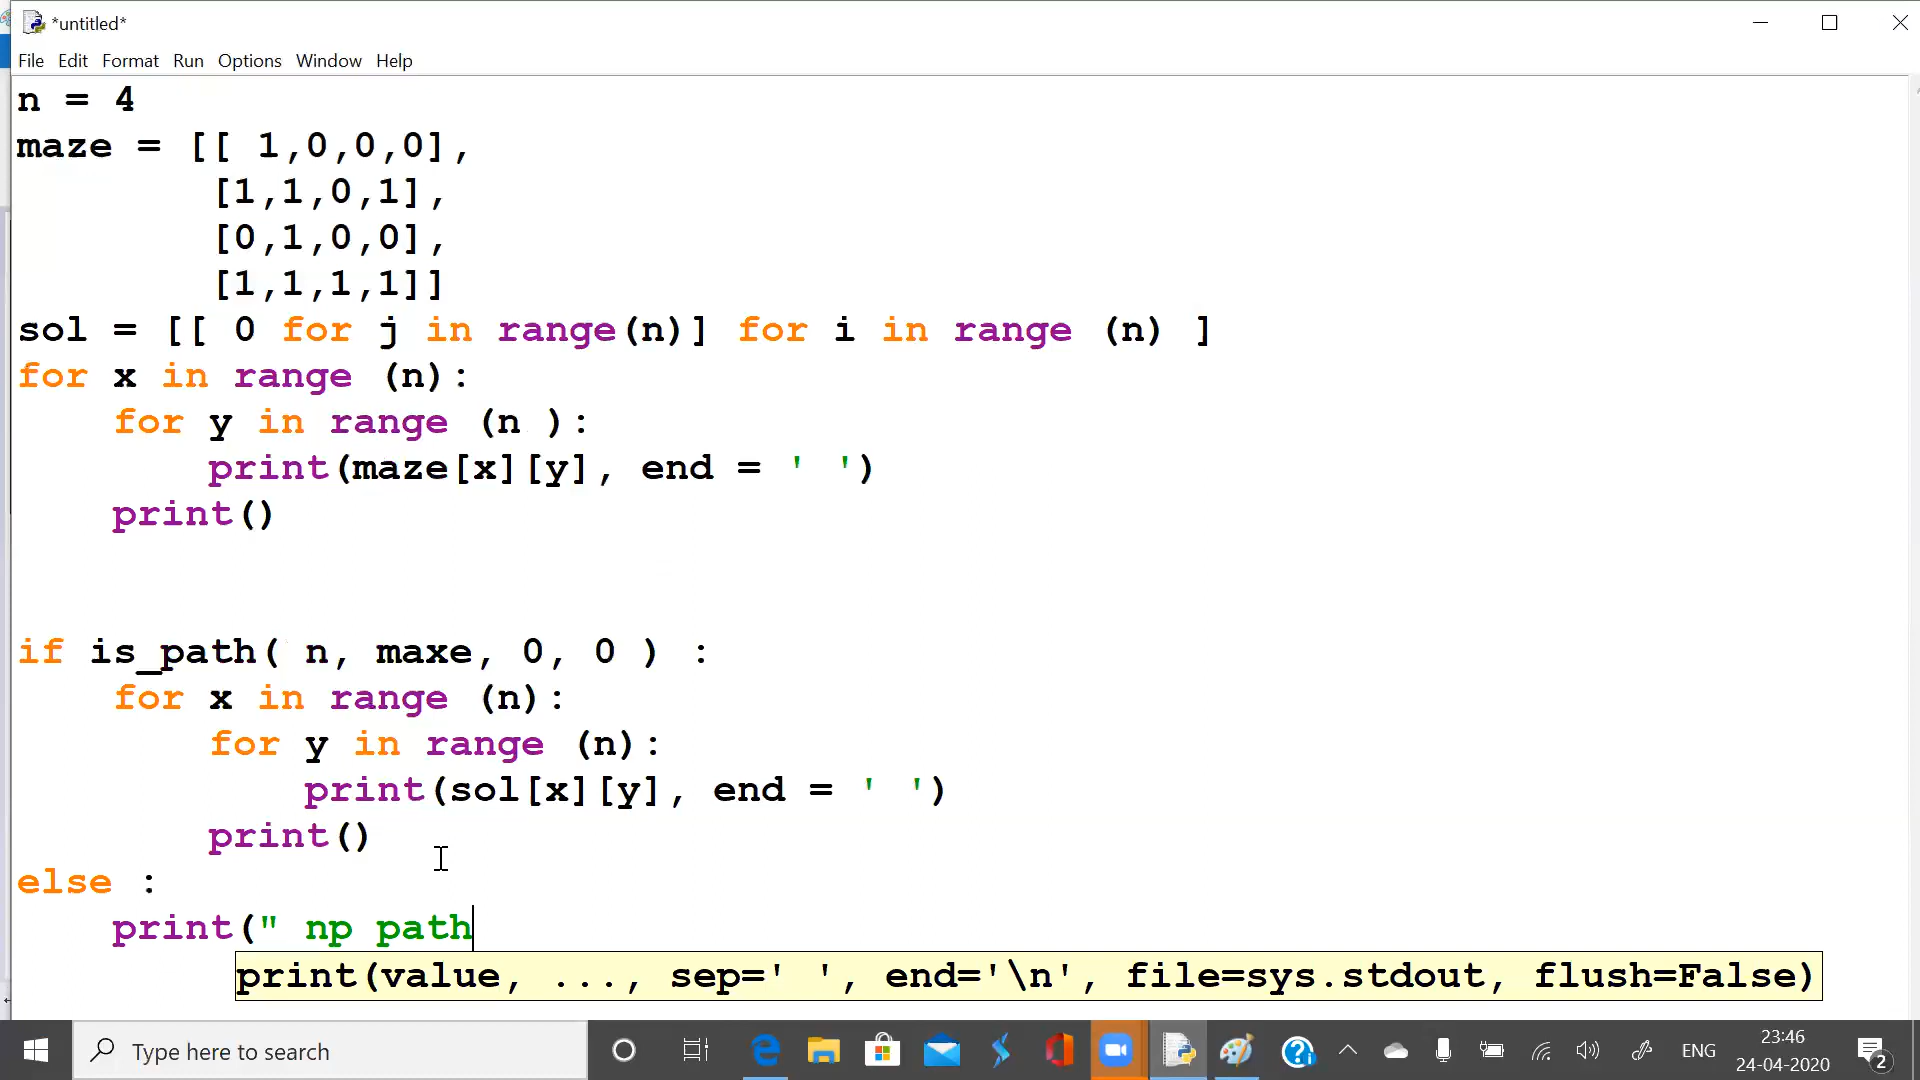 *untitled*
File Edit Format Run Options Window Help
n = 4
maze = [[ 1,0,0,0],
[1,1,0,1],
[0,1,0,0],
[1,1,1,1]]
sol = [[ 0 for j in range(n)] for i in range (n) ]
for x in range (n):
for y in range (n ):
print(maze[x][y], end = ' ')
print()
if is_path( n, maxe, 0, 0 ) :
for x in range (n):
for y in range (n):
print(sol[x][y], end = ' ')
print()
else :
print(" np path
print(value, ..., sep=' ', end='\n', file=sys.stdout, flush=False)
Type here to search
ENG
23:46
24-04-2020
2